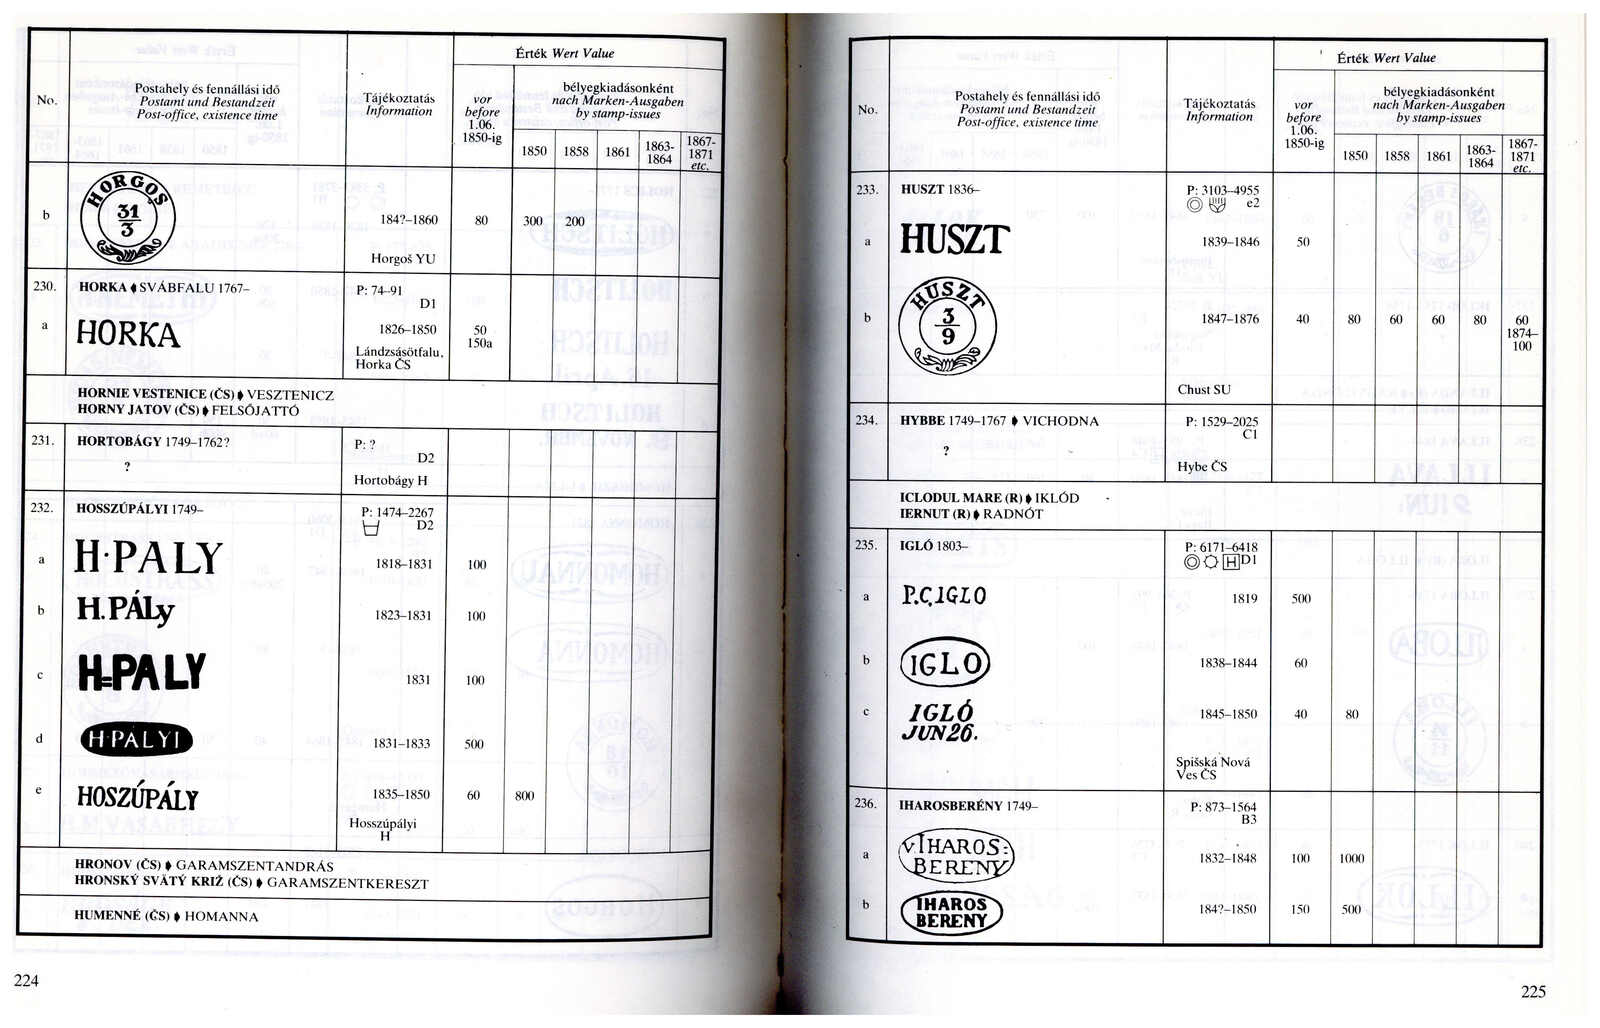 No.
Postahely és fennállási idő
Postamt und Bestandzeit
Post-office, existence time
Tájékoztatás
Information
Érték Wert Value
vor
before
1.06.
1850-ig
bélyegkiadásonként
nach Marken-Ausgaben
by stamp-issues
1850 1858 1861 1863-1864 1867-1871 etc.
b HORGOŞ 31/3 184?–1860 80 300 200
Horgoš YU
230. HORKA ♦ SVÁBFALU 1767– P: 74–91
D1
a HORKA 1826–1850 50
150a
Lándzsásötfalu,
Horka ČS
HORNIE VESTENICE (ČS) ♦ VESZTENICZ
HORNY JATOV (ČS) ♦ FELSŐJATTÓ
231. HORTOBÁGY 1749–1762? P: ?
? D2
Hortobágy H
232. HOSSZÚPÁLYI 1749– P: 1474–2267
D2
a H·PALY 1818–1831 100
b H.PÁLy 1823–1831 100
c H=PALY 1831 100
d H·PÁLYI 1831–1833 500
e HOSZÚPÁLY 1835–1850 60 800
Hosszúpályi
H
HRONOV (ČS) ♦ GARAMSZENTANDRÁS
HRONSKÝ SVÄTÝ KRIŽ (ČS) ♦ GARAMSZENTKERESZT
HUMENNÉ (ČS) ♦ HOMANNA
224
No.
Postahely és fennállási idő
Postamt und Bestandzeit
Post-office, existence time
Tájékoztatás
Information
Érték Wert Value
vor
before
1.06.
1850-ig
bélyegkiadásonként
nach Marken-Ausgaben
by stamp-issues
1850 1858 1861 1863-1864 1867-1871 etc.
233. HUSZT 1836– P: 3103–4955
e2
a HUSZT 1839–1846 50
b HUSZT 3/9 1847–1876 40 80 60 60 80 60
1874–
100
Chust SU
234. HYBBE 1749–1767 ♦ VICHODNA P: 1529–2025
C1
?
Hybe ČS
ICLODUL MARE (R) ♦ IKLÓD
IERNUT (R) ♦ RADNÓT
235. IGLÓ 1803– P: 6171–6418
H D1
a P.C.IGLO 1819 500
b IGLO 1838–1844 60
c IGLÓ
JUN 26. 1845–1850 40 80
Spišská Nová
Ves ČS
236. IHAROSBERÉNY 1749– P: 873–1564
B3
a v.IHAROS=
BERENY 1832–1848 100 1000
b IHAROS
BERENY 184?–1850 150 500
225